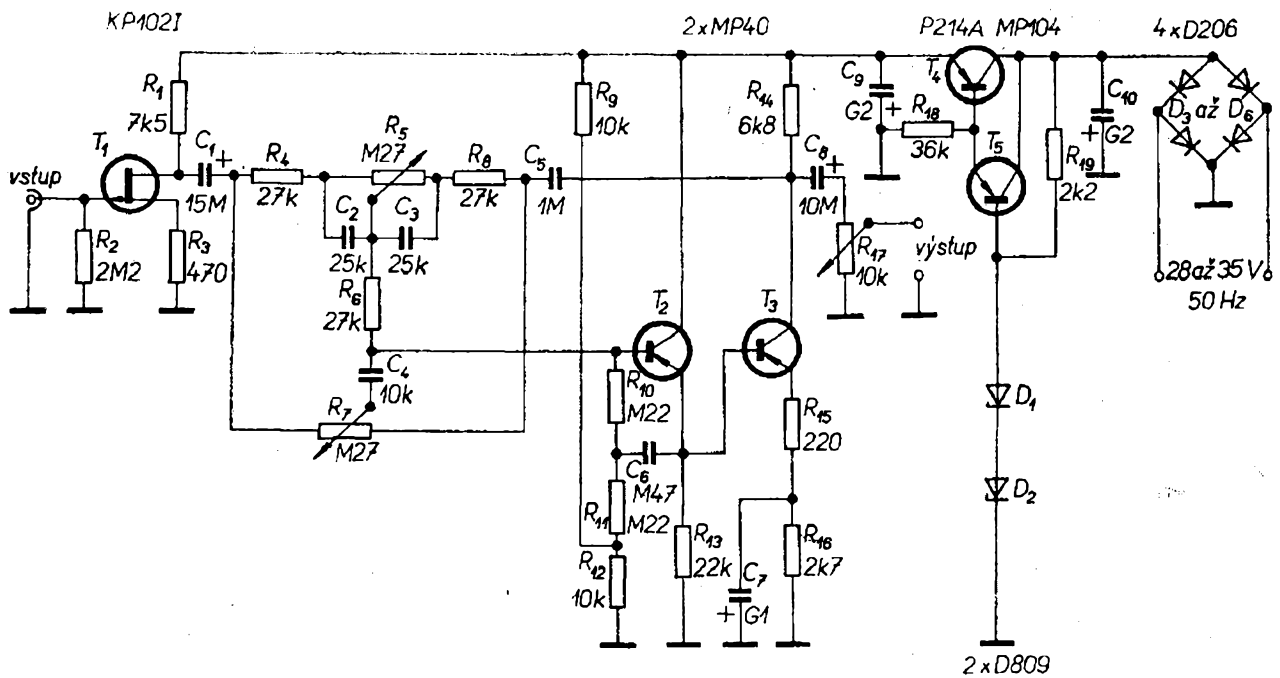 KP102I
2xMP40
P214A MP104
4xD206
R1
7k5
T1
vstup
C1
+
15M
R2
2M2
R3
470
R4
27k
R5
M27
C2
25k
C3
25k
R8
27k
C5
1M
R6
27k
C4
10k
R7
M27
R9
10k
R10
M22
C6
M47
R11
M22
R12
10k
T2
R13
22k
R14
6k8
C8
+
10M
R17
10k
výstup
T3
R15
220
R16
2k7
C7
+
G1
C9
G2
+
R18
36k
T4
T5
R19
2k2
C10
+
G2
D3 až D6
28 až 35 V
50 Hz
D1
D2
2xD809